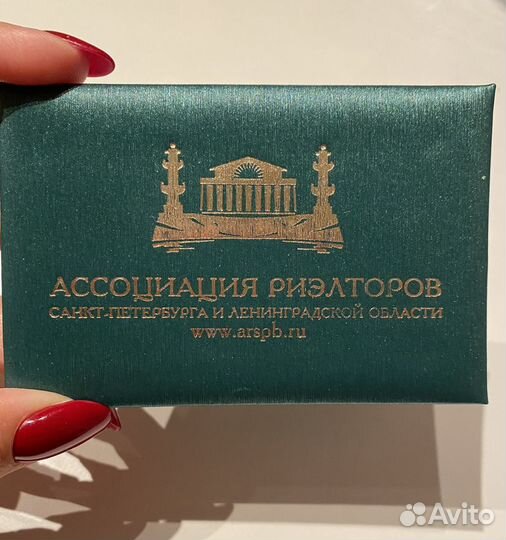 АССОЦИАЦИЯ РИЭЛТОРОВ
САНКТ-ПЕТЕРБУРГА И ЛЕНИНГРАДСКОЙ ОБЛАСТИ
www.arspb.ru
Avito